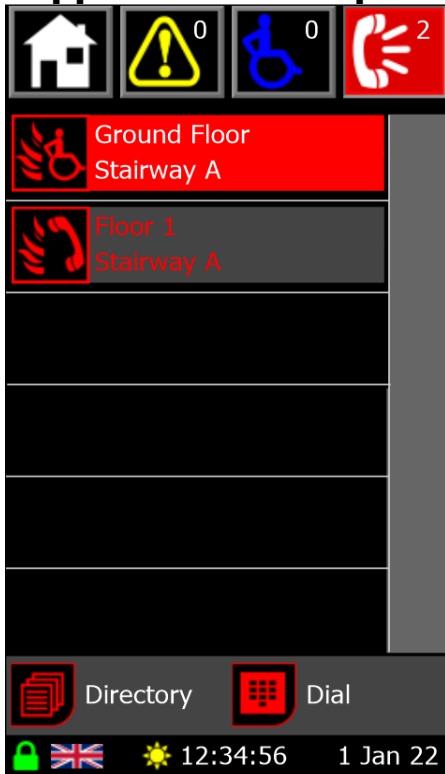 0
0
2
Ground Floor
Stairway A
Floor 1
Stairway A
Directory
Dial
12:34:56
1 Jan 22